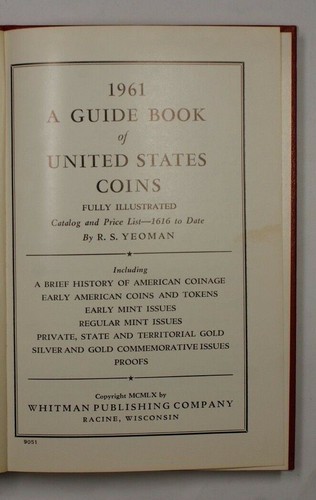 1961
A GUIDE BOOK
of
UNITED STATES
COINS
FULLY ILLUSTRATED
Catalog and Price List—1616 to Date
By R. S. YEOMAN
Including
A BRIEF HISTORY OF AMERICAN COINAGE
EARLY AMERICAN COINS AND TOKENS
EARLY MINT ISSUES
REGULAR MINT ISSUES
PRIVATE, STATE AND TERRITORIAL GOLD
SILVER AND GOLD COMMEMORATIVE ISSUES
PROOFS
Copyright MCMLX by
WHITMAN PUBLISHING COMPANY
RACINE, WISCONSIN
9051